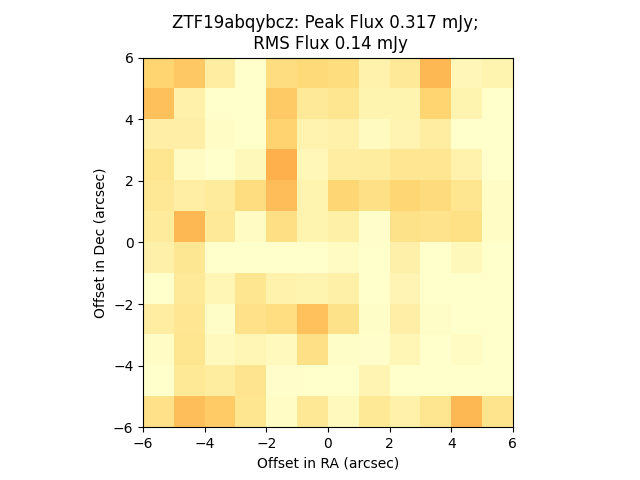 ZTF19abqybcz: Peak Flux 0.317 mJy;
RMS Flux 0.14 mJy
6
4
2
0
−2
−4
−6
Offset in Dec (arcsec)
−6 −4 −2 0 2 4 6
Offset in RA (arcsec)